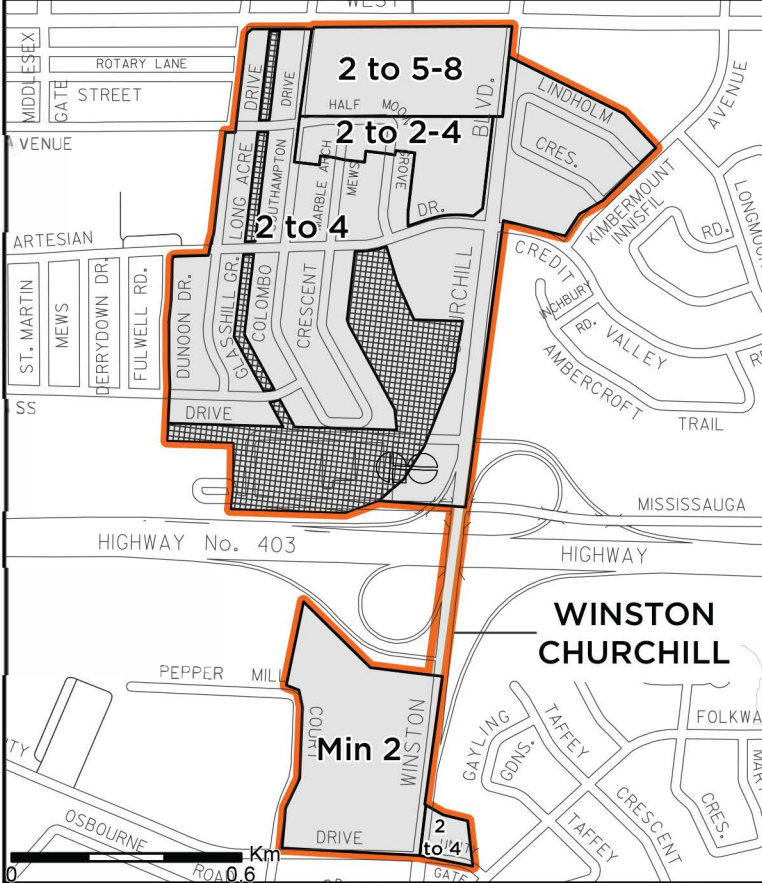 WEST
MIDDLESEX
GATE
ROTARY LANE
STREET
AVENUE
DRIVE
DRIVE
2 to 5-8
HALF MOON
BLVD.
LINDHOLM
CRES.
AVENUE
2 to 2-4
LONG ACRE
SOUTHAMPTON
MARBLE ARCH
MEWS
GROVE
DR.
2 to 4
KIMBERMOUNT
INNISFIL
RD.
ARTESIAN
CREDIT
VALLEY
ST. MARTIN
MEWS
DERRYDOWN DR.
FULWELL RD.
DUNOON DR.
GLASSHILL GR.
COLOMBO
CRESCENT
CHURCHILL
INCHBURY
RD.
AMBERCROFT
TRAIL
SS
DRIVE
MISSISSAUGA
HIGHWAY No. 403
HIGHWAY
WINSTON
CHURCHILL
PEPPER MILL
COURT
WINSTON
Min 2
GAYLING
GDNS.
TAFFEY
CRESCENT
TAFFEY
FOLKWA
CRES.
MAR
TY
OSBOURNE
ROAD
DRIVE
2
to 4
GATE
0
0.6
Km